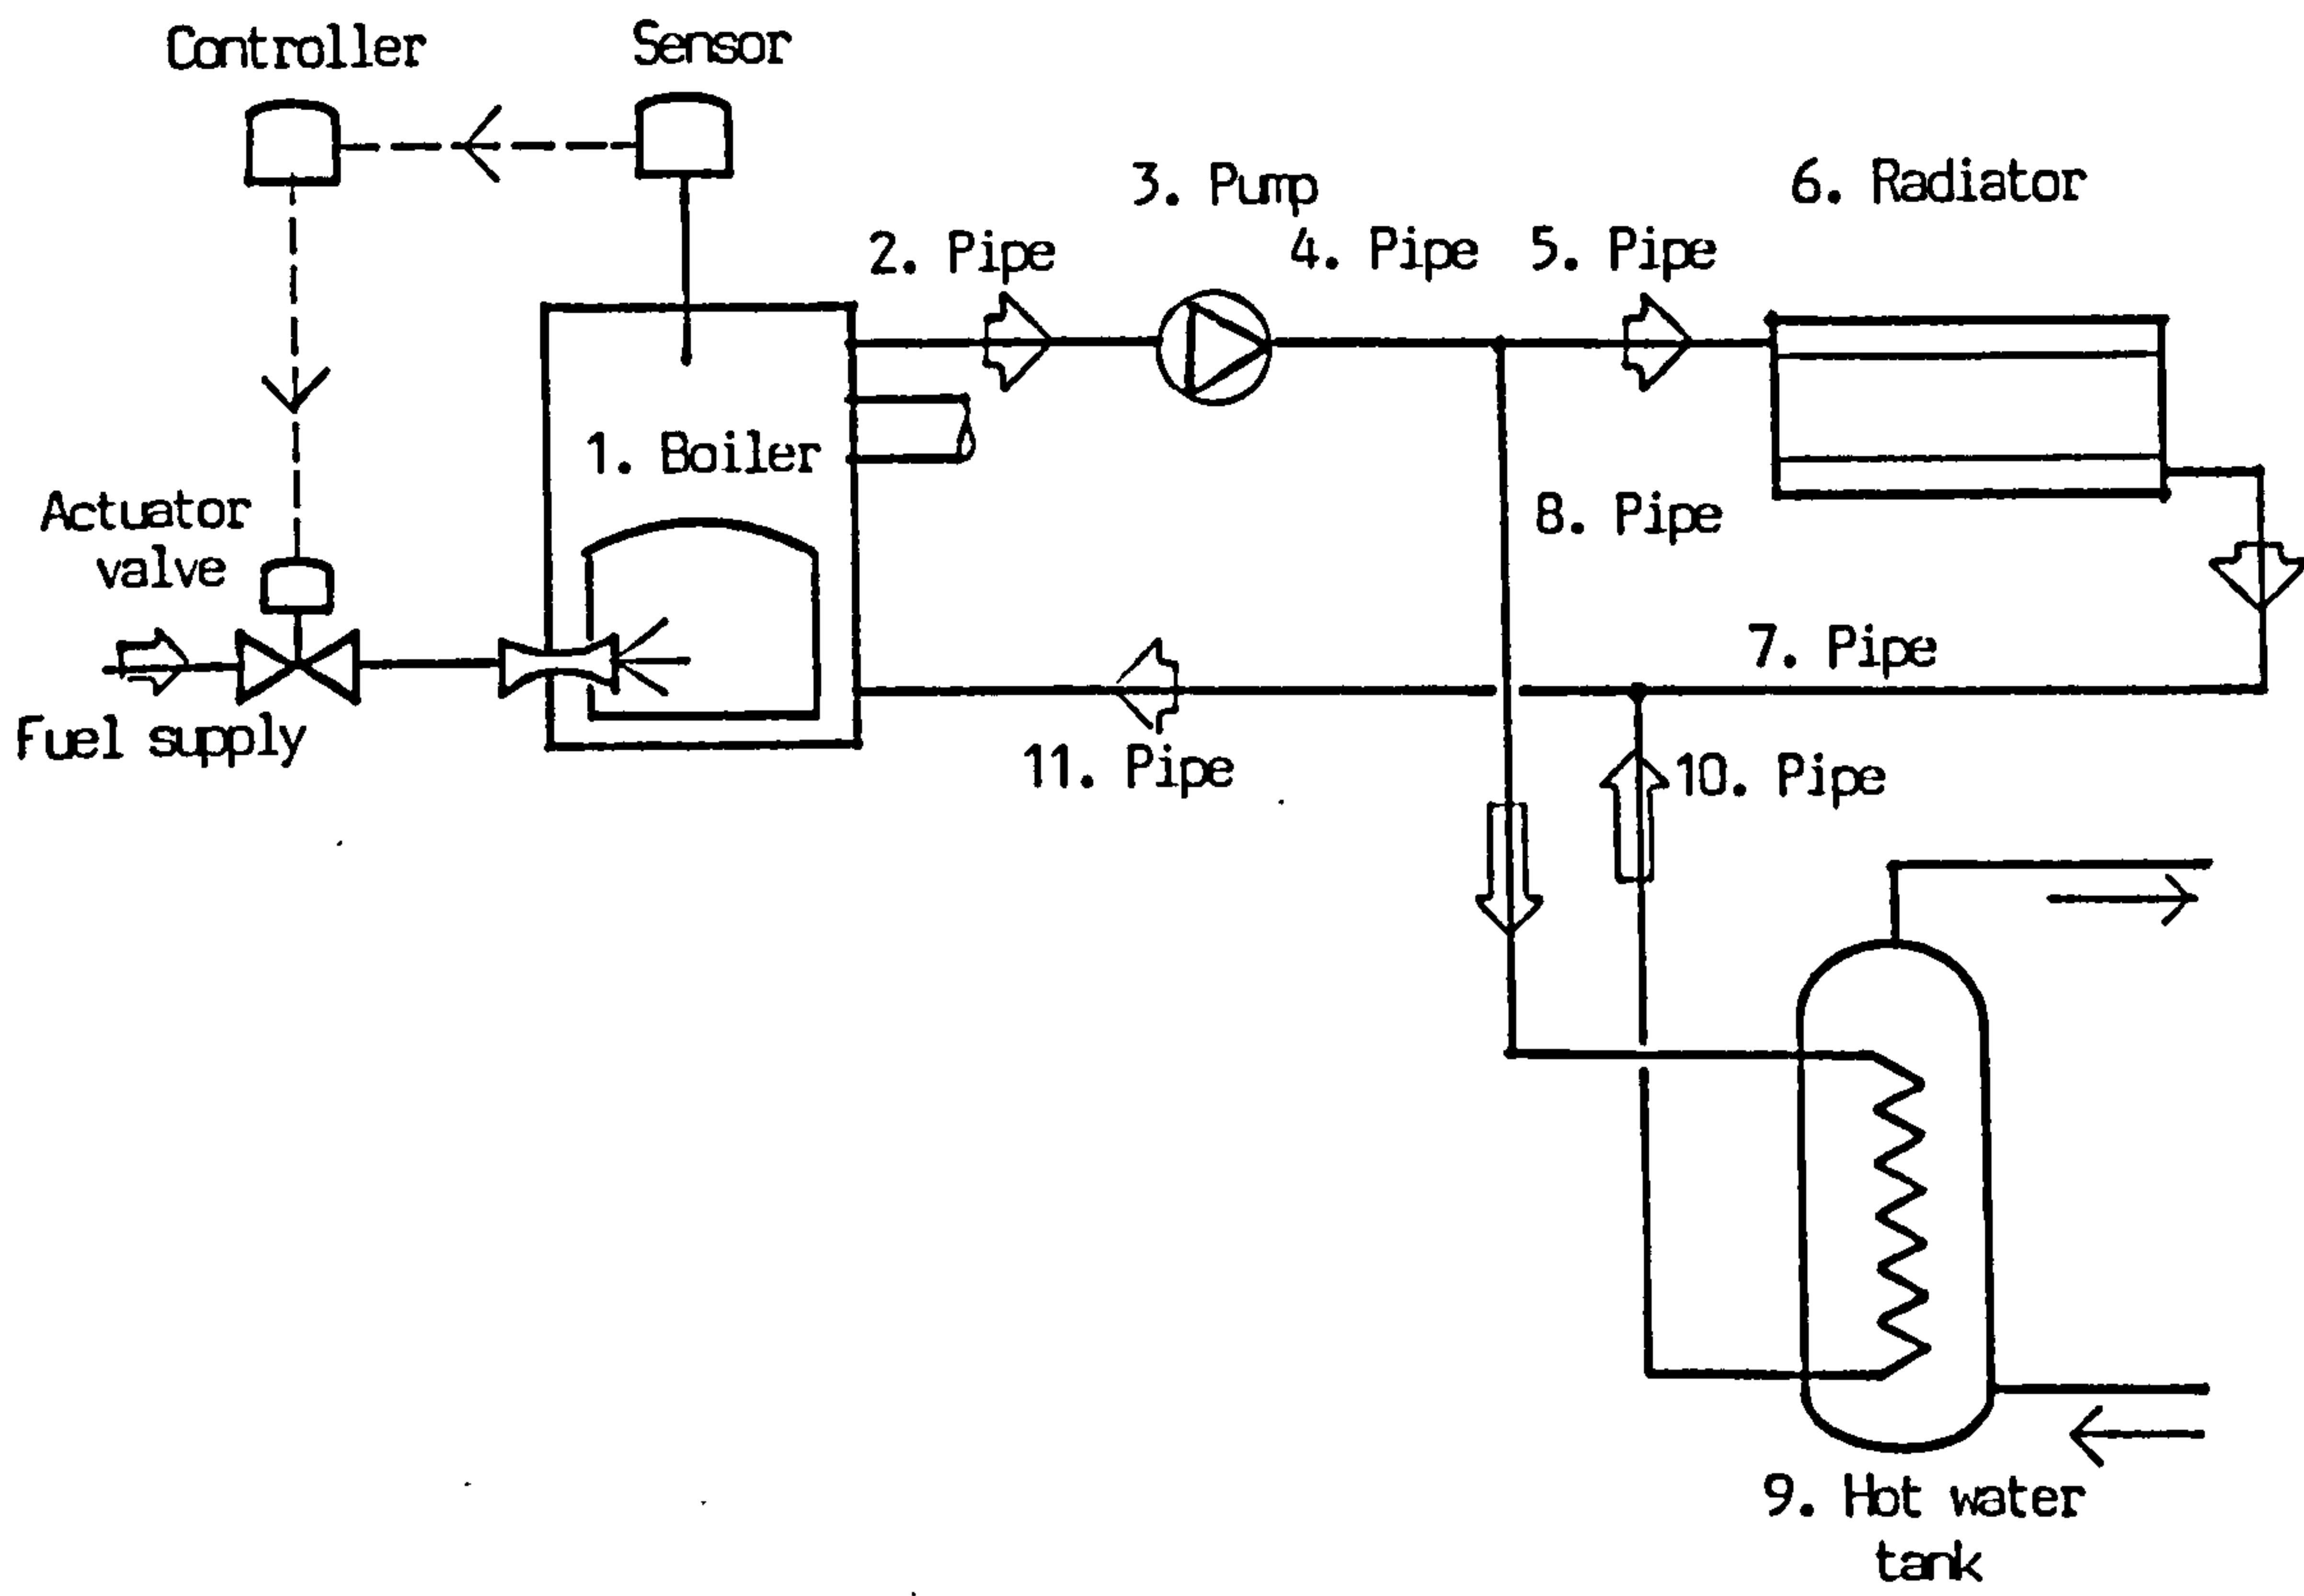 Controller
Sensor
3. Pump
6. Radiator
2. Pipe
4. Pipe
5. Pipe
1. Boiler
Actuator
valve
8. Pipe
7. Pipe
Fuel supply
11. Pipe
10. Pipe
9. Hot water
tank